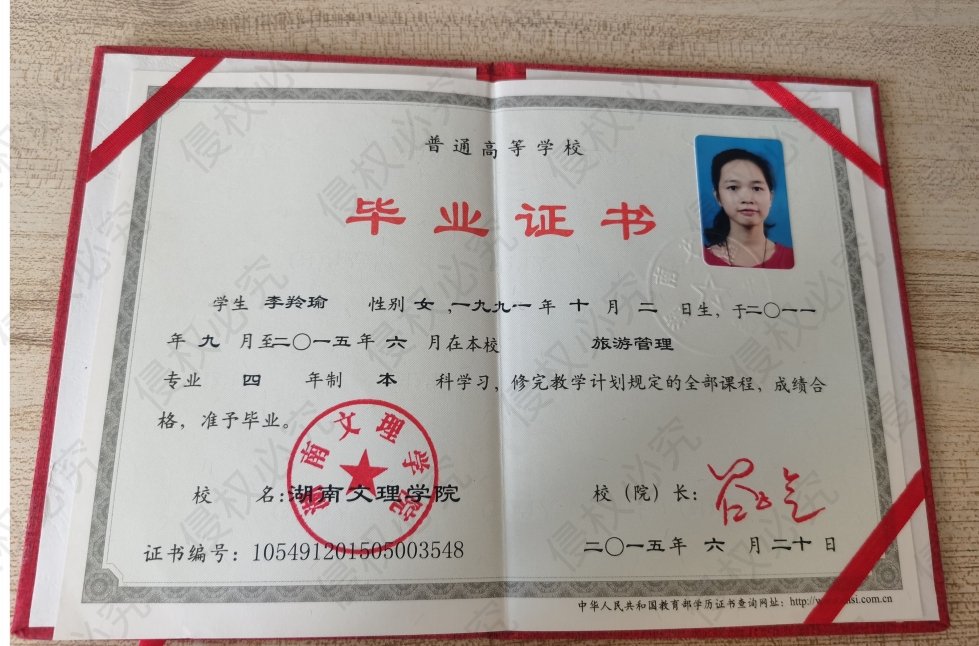 普通高等学校
毕业证书
学生 李羚瑜 性别 女 ,一九九一 年 十 月 二 日生，于二〇一一
年 九 月至二〇一五年 六 月在本校 旅游管理
专业 四 年制 本 科学习，修完教学计划规定的全部课程，成绩合
格，准予毕业。
湖南文理学院
校 名:湖南文理学院
校（院）长：
证书编号：105491201505003548
二〇一五年 六 月二十日
中华人民共和国教育部学历证书查询网址：http://w
si.com.cn
侵权必究